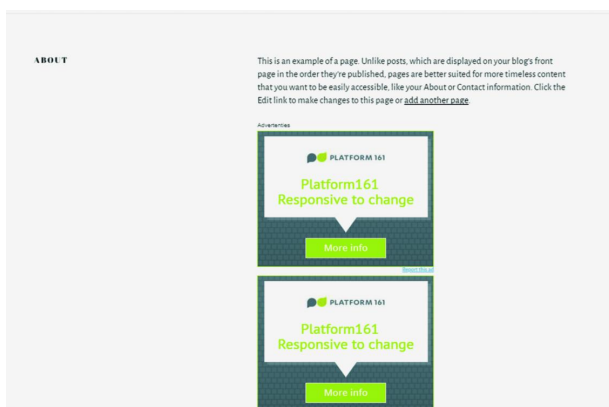 ABOUT
This is an example of a page. Unlike posts, which are displayed on your blog's front
page in the order they're published, pages are better suited for more timeless content
that you want to be easily accessible, like your About or Contact information. Click the
Edit link to make changes to this page or add another page.
Advertenties
PLATFORM 161
Platform161
Responsive to change
More info
Report this ad
PLATFORM 161
Platform161
Responsive to change
More info